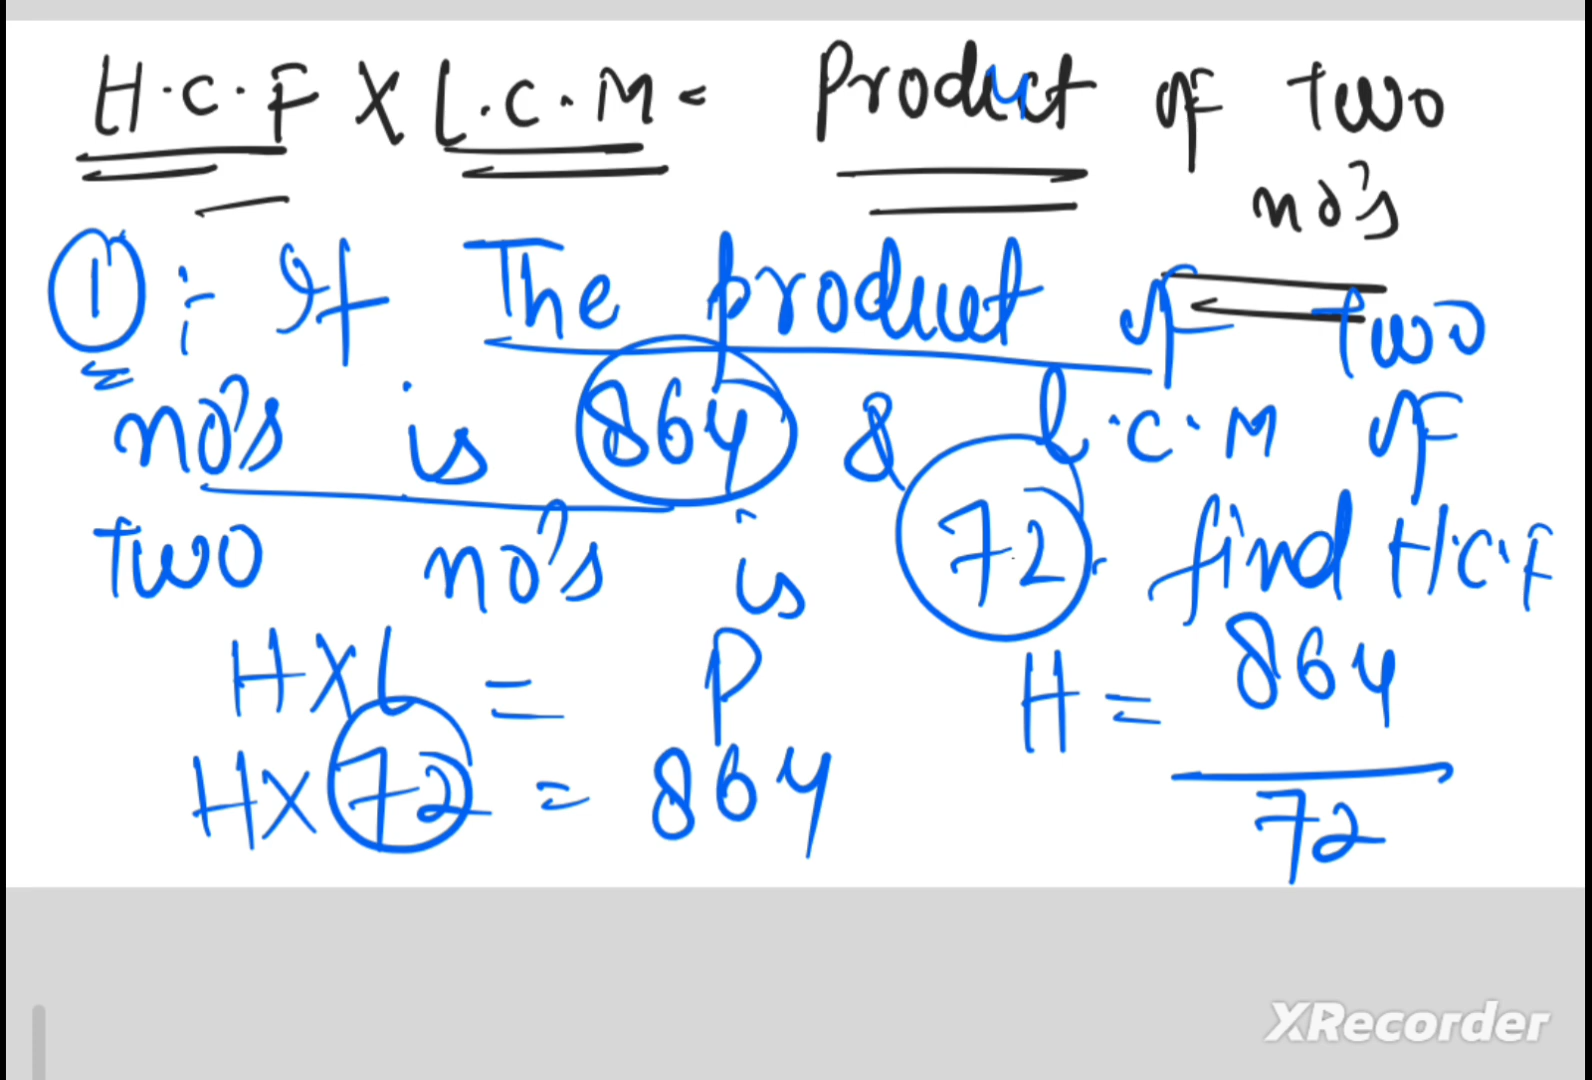 H.C.F X L.C.M = Product of two
no's
① :- If The product of two
no's is 864 & L.C.M of
two no's is 72. find H.C.F
HXL = P
HX72 = 864
H = 864
72
XRecorder